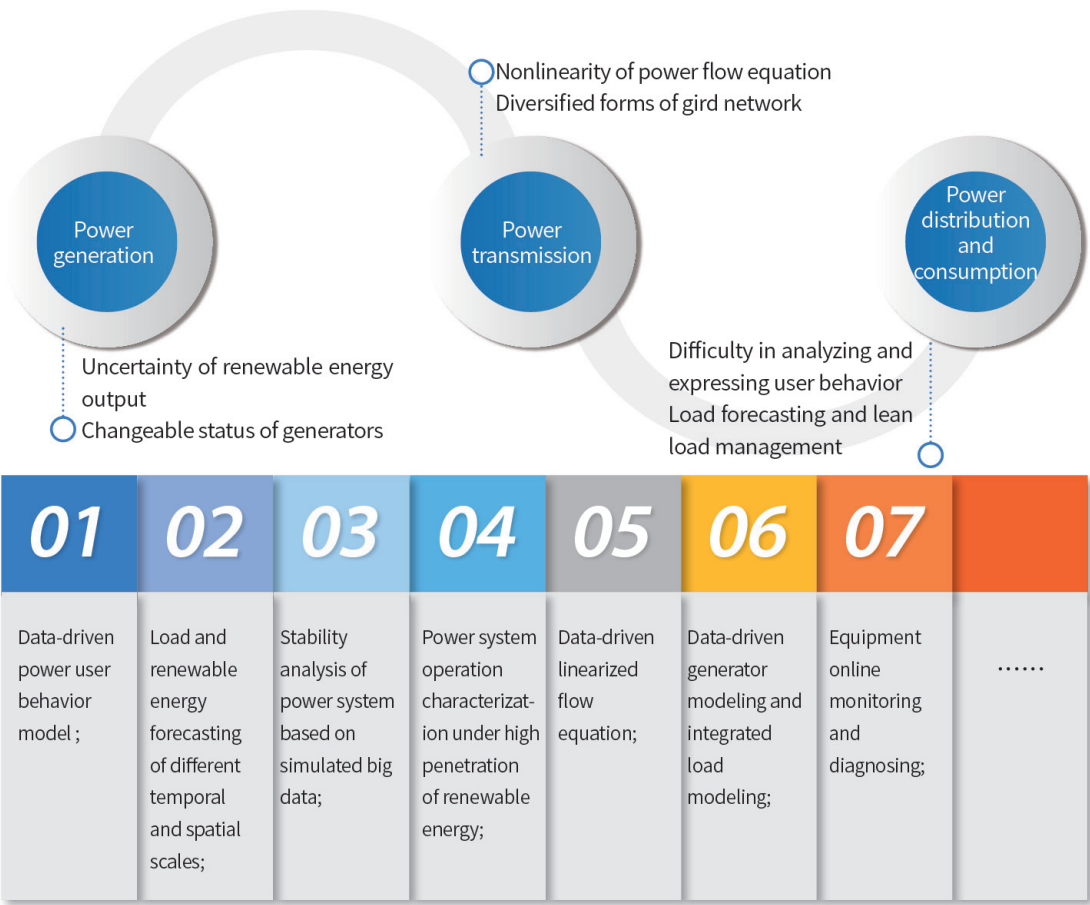 Nonlinearity of power flow equation
Diversified forms of gird network
Power
generation
Power
transmission
Power
distribution
and
consumption
Uncertainty of renewable energy
output
Changeable status of generators
Difficulty in analyzing and
expressing user behavior
Load forecasting and lean
load management
01
Data-driven
power user
behavior
model ;
02
Load and
renewable
energy
forecasting
of different
temporal
and spatial
scales;
03
Stability
analysis of
power system
based on
simulated big
data;
04
Power system
operation
characterizat-
ion under high
penetration
of renewable
energy;
05
Data-driven
linearized
flow
equation;
06
Data-driven
generator
modeling and
integrated
load
modeling;
07
Equipment
online
monitoring
and
diagnosing;
······